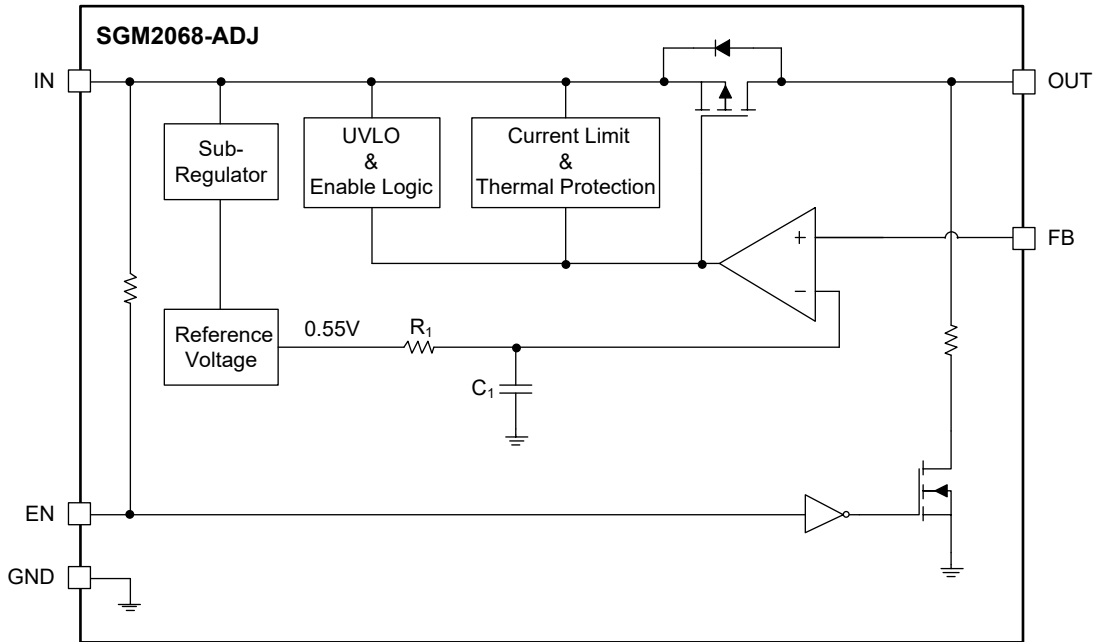 SGM2068-ADJ
IN
OUT
Sub-
Regulator
UVLO
&
Enable Logic
Current Limit
&
Thermal Protection
+
FB
−
Reference
Voltage
0.55V
R₁
C₁
EN
GND